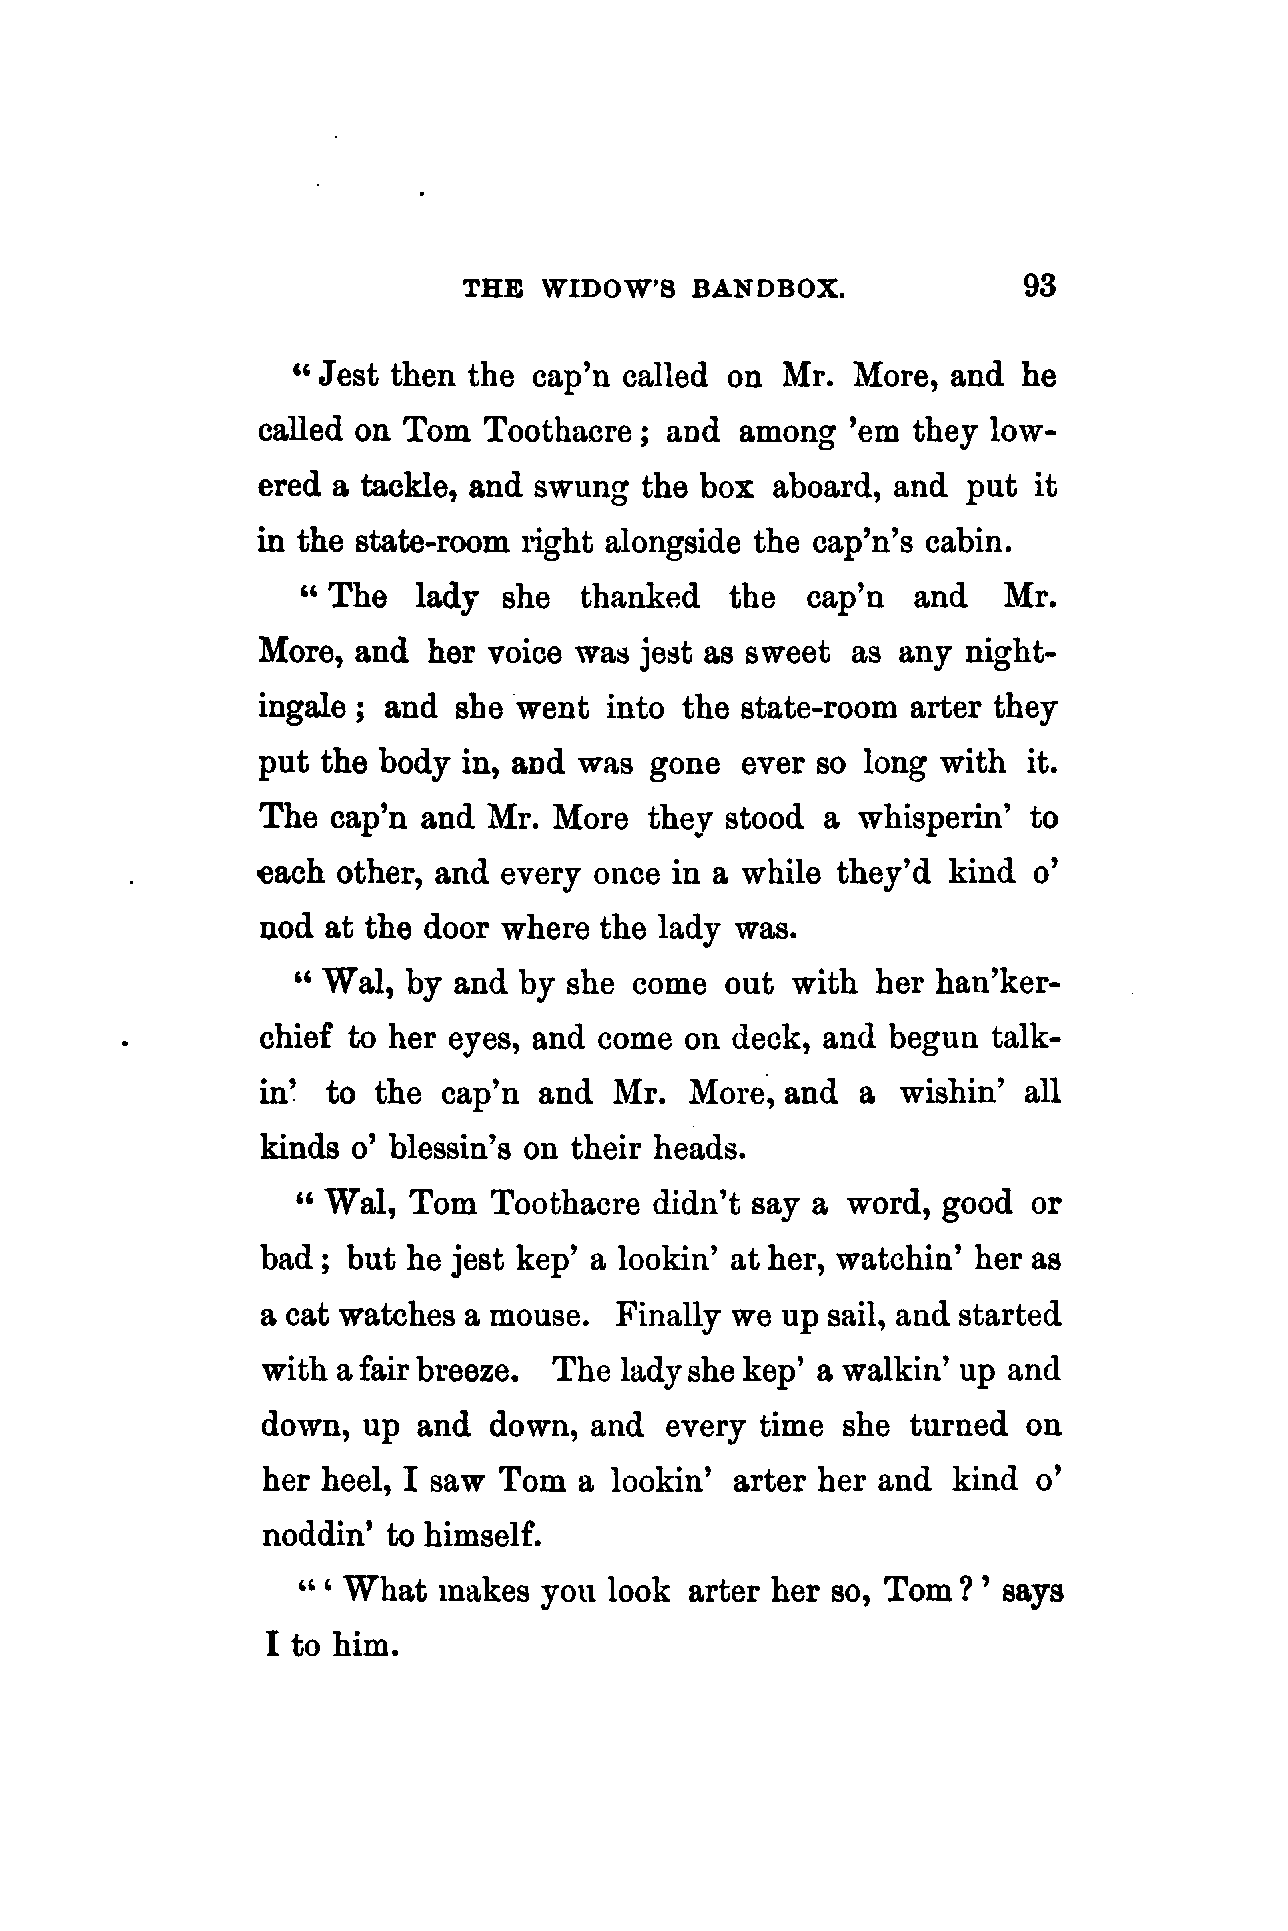 THE WIDOW'S BANDBOX. 93
“ Jest then the cap’n called on Mr. More, and he
called on Tom Toothacre ; and among ’em they low-
ered a tackle, and swung the box aboard, and put it
in the state-room right alongside the cap’n’s cabin.
“ The lady she thanked the cap’n and Mr.
More, and her voice was jest as sweet as any night-
ingale ; and she went into the state-room arter they
put the body in, and was gone ever so long with it.
The cap’n and Mr. More they stood a whisperin’ to
each other, and every once in a while they’d kind o’
nod at the door where the lady was.
“ Wal, by and by she come out with her han’ker-
chief to her eyes, and come on deck, and begun talk-
in’ to the cap’n and Mr. More, and a wishin’ all
kinds o’ blessin’s on their heads.
“ Wal, Tom Toothacre didn’t say a word, good or
bad ; but he jest kep’ a lookin’ at her, watchin’ her as
a cat watches a mouse. Finally we up sail, and started
with a fair breeze. The lady she kep’ a walkin’ up and
down, up and down, and every time she turned on
her heel, I saw Tom a lookin’ arter her and kind o’
noddin’ to himself.
“ ‘ What makes you look arter her so, Tom ? ’ says
I to him.